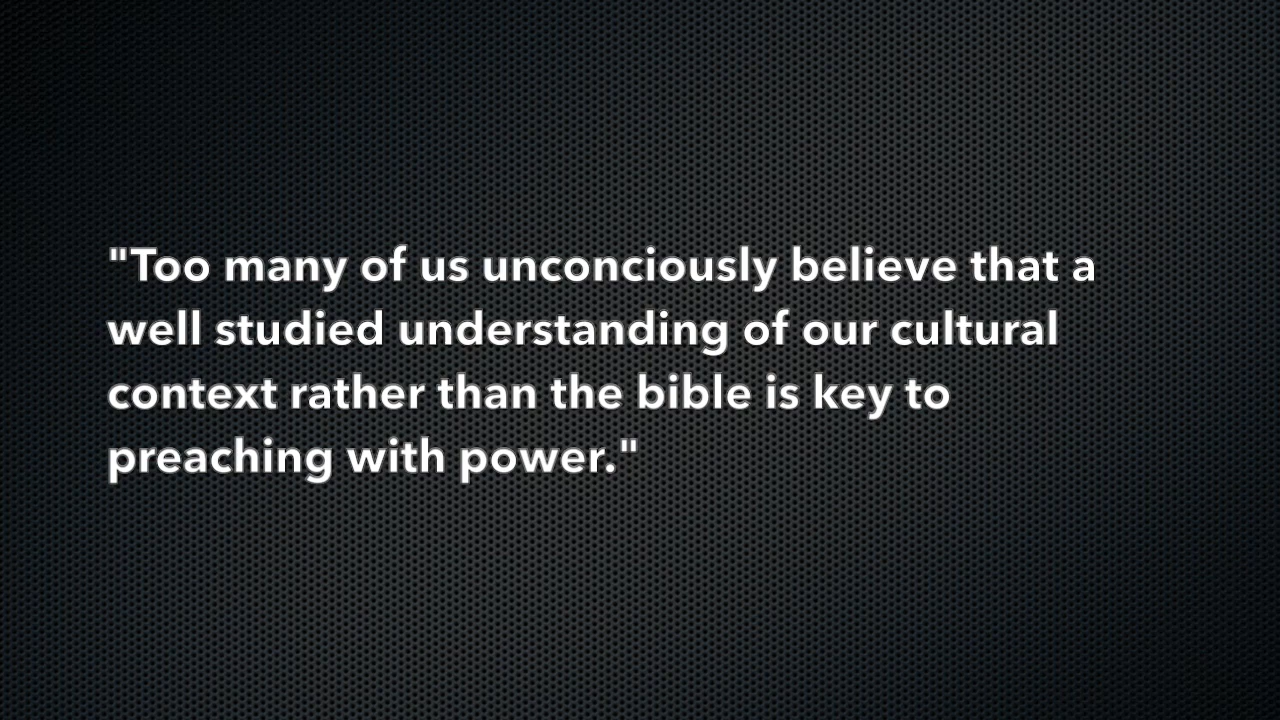 "Too many of us unconciously believe that a
well studied understanding of our cultural
context rather than the bible is key to
preaching with power."